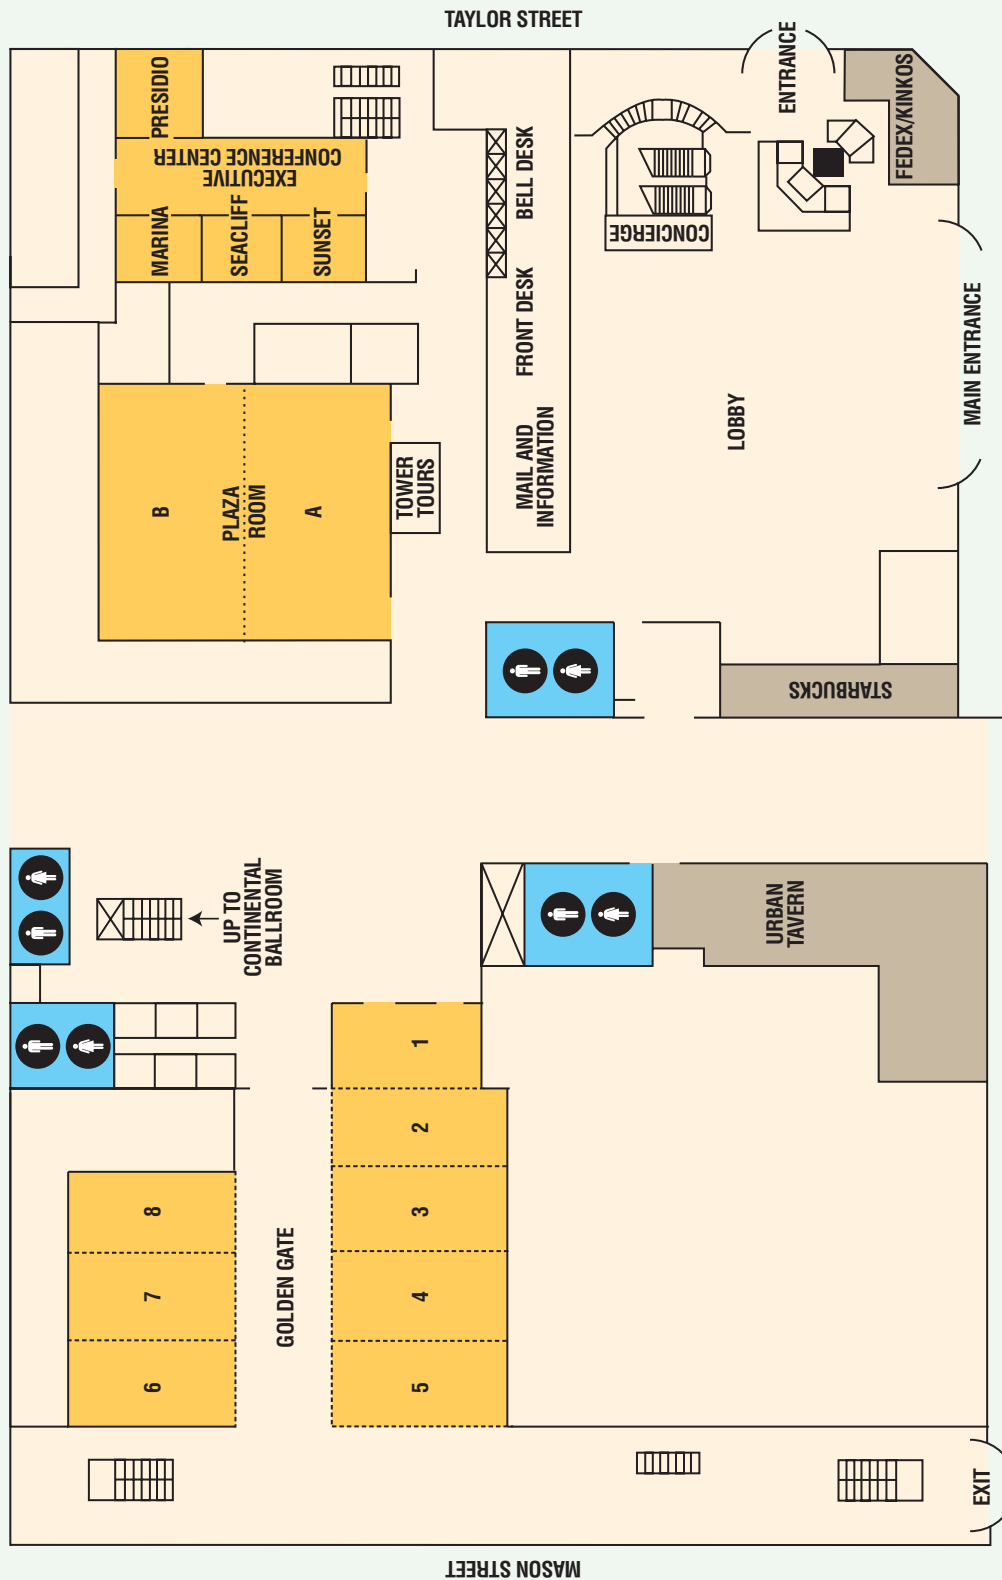 TAYLOR STREET
PRESIDIO
EXECUTIVE
CONFERENCE CENTER
MARINA
SEACLIFF
SUNSET
BELL DESK
FRONT DESK
MAIL AND
INFORMATION
CONCIERGE
ENTRANCE
FEDEX/KINKOS
MAIN ENTRANCE
LOBBY
B
PLAZA
ROOM
A
TOWER
TOURS
STARBUCKS
UP TO
CONTINENTAL
BALLROOM
URBAN
TAVERN
1
2
3
4
5
8
7
6
GOLDEN GATE
EXIT
MASON STREET